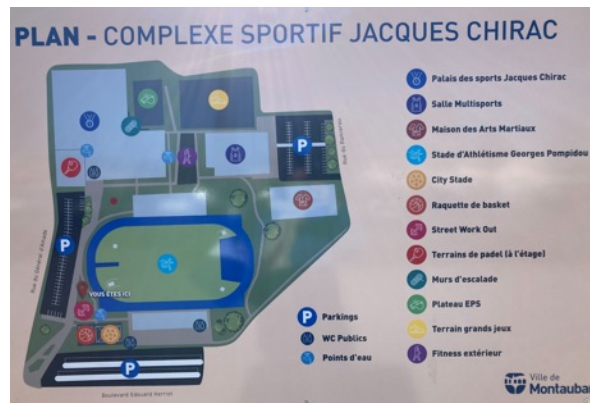 PLAN - COMPLEXE SPORTIF JACQUES CHIRAC
Palais des sports Jacques Chirac
Salle Multisports
Maison des Arts Martiaux
Stade d'Athlétisme Georges Pompidou
City Stade
Raquette de basket
Street Work Out
Terrains de padel (à l'étage)
Murs d'escalade
Plateau EPS
Terrain grands jeux
Fitness extérieur
P Parkings
WC WC Publics
Points d'eau
P
P
P
VOUS ÊTES ICI
Boulevard Edouard Herriot
Ville de
Montauban